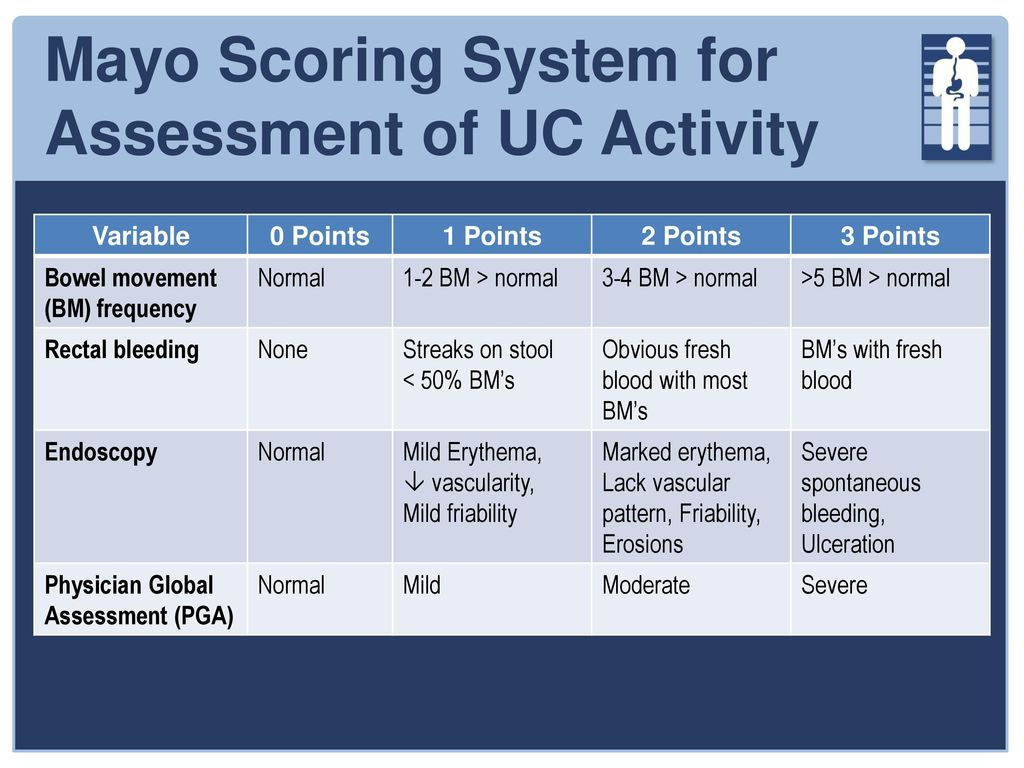 Mayo Scoring System for
Assessment of UC Activity
Variable
0 Points
1 Points
2 Points
3 Points
Bowel movement
(BM) frequency
Normal
1-2 BM > normal
3-4 BM > normal
>5 BM > normal
Rectal bleeding
None
Streaks on stool
< 50% BM’s
Obvious fresh
blood with most
BM’s
BM’s with fresh
blood
Endoscopy
Normal
Mild Erythema,
↓ vascularity,
Mild friability
Marked erythema,
Lack vascular
pattern, Friability,
Erosions
Severe
spontaneous
bleeding,
Ulceration
Physician Global
Assessment (PGA)
Normal
Mild
Moderate
Severe